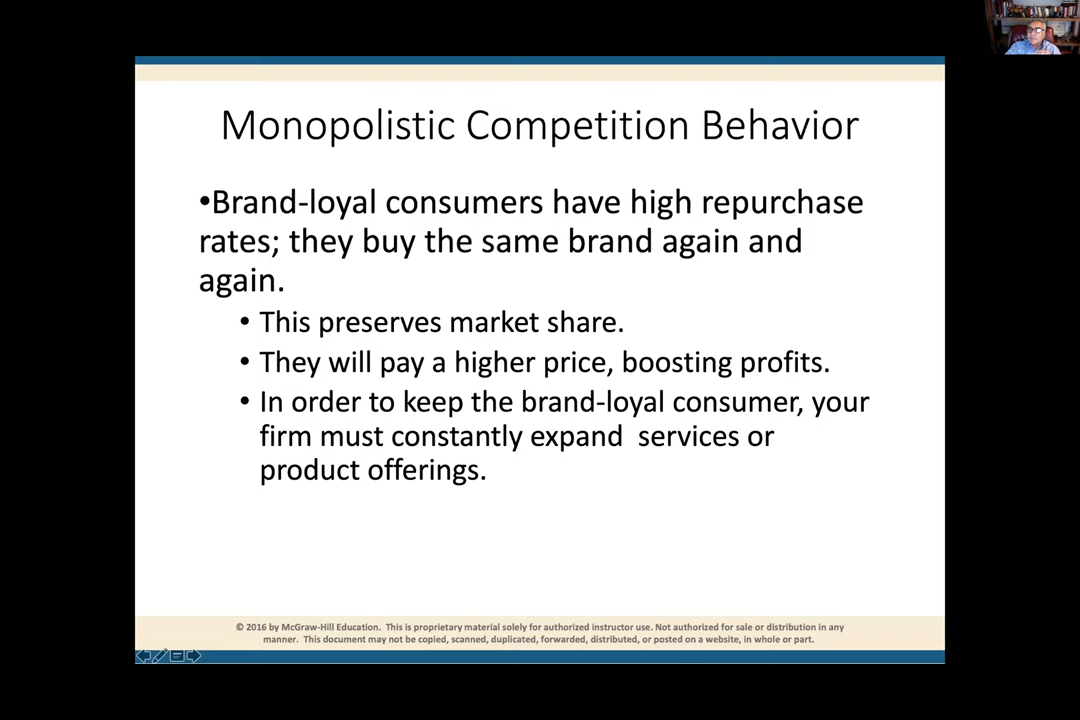 Monopolistic Competition Behavior
•Brand-loyal consumers have high repurchase
rates; they buy the same brand again and
again.
• This preserves market share.
• They will pay a higher price, boosting profits.
• In order to keep the brand-loyal consumer, your
firm must constantly expand  services or
product offerings.
© 2016 by McGraw-Hill Education.  This is proprietary material solely for authorized instructor use. Not authorized for sale or distribution in any
manner.  This document may not be copied, scanned, duplicated, forwarded, distributed, or posted on a website, in whole or part.